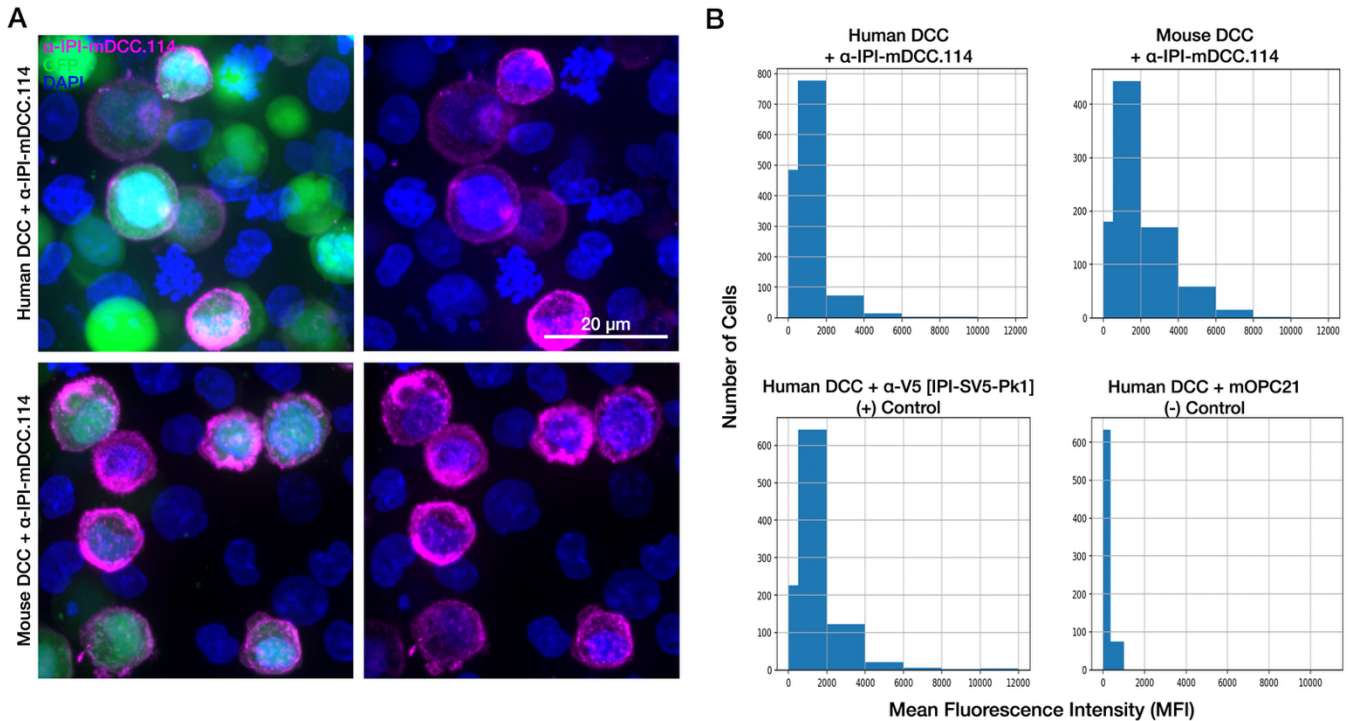 A
Human DCC + α-IPI-mDCC.114
α-IPI-mDCC.114
GFP
DAPI
20 μm
Mouse DCC + α-IPI-mDCC.114
B
Number of Cells
Human DCC
+ α-IPI-mDCC.114
800
700
600
500
400
300
200
100
0
0 2000 4000 6000 8000 10000 12000
Mouse DCC
+ α-IPI-mDCC.114
400
300
200
100
0
0 2000 4000 6000 8000 10000 12000
Human DCC + α-V5 [IPI-SV5-Pk1]
(+) Control
600
500
400
300
200
100
0
0 2000 4000 6000 8000 10000 12000
Human DCC + mOPC21
(-) Control
600
500
400
300
200
100
0
0 2000 4000 6000 8000 10000
Mean Fluorescence Intensity (MFI)